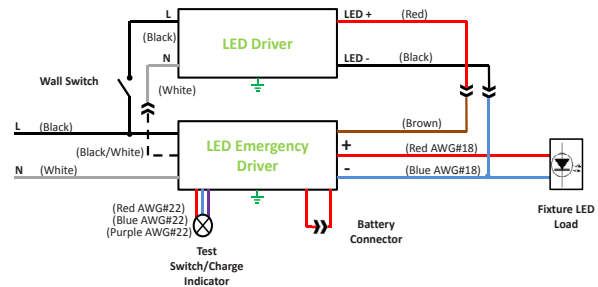 L
(Black)
LED Driver
LED +
(Red)
LED -
(Black)
N
(White)
Wall Switch
L
(Black)
(Black/White)
N
(White)
LED Emergency
Driver
(Brown)
+
(Red AWG#18)
-
(Blue AWG#18)
Fixture LED
Load
(Red AWG#22)
(Blue AWG#22)
(Purple AWG#22)
Test
Switch/Charge
Indicator
Battery
Connector